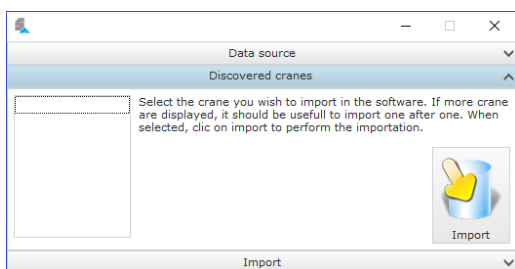 Data source
Discovered cranes
Select the crane you wish to import in the software. If more crane
are displayed, it should be usefull to import one after one. When
selected, clic on import to perform the importation.
Import
Import